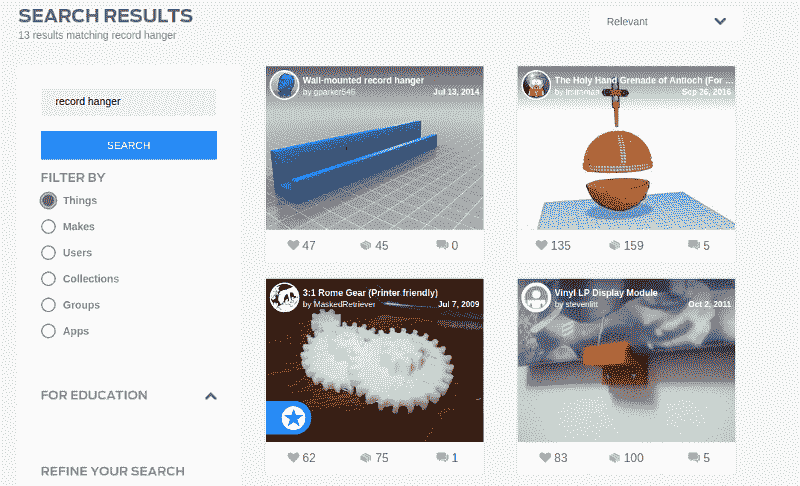 SEARCH RESULTS
13 results matching record hanger
Relevant
record hanger
SEARCH
FILTER BY
Things
Makes
Users
Collections
Groups
Apps
FOR EDUCATION
REFINE YOUR SEARCH
Wall-mounted record hanger
by gparker545 Jul 13, 2014
47 45 0
The Holy Hand Grenade of Antioch (For ...
by Sep 26, 2016
135 159 5
3:1 Rome Gear (Printer friendly)
by MaskedRetriever Jul 7, 2009
62 75 1
Vinyl LP Display Module
by stevenlitt Oct 2, 2011
83 100 5